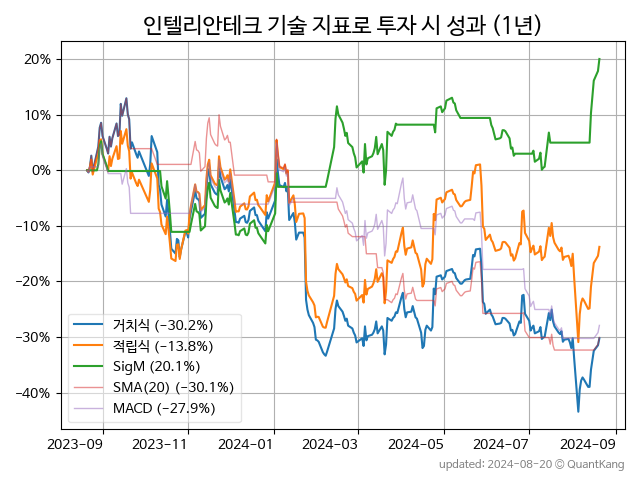 인텔리안테크 기술 지표로 투자 시 성과 (1년)
20%
10%
0%
−10%
−20%
−30%
−40%
거치식 (−30.2%)
적립식 (−13.8%)
SigM (20.1%)
SMA(20) (−30.1%)
MACD (−27.9%)
2023-09 2023-11 2024-01 2024-03 2024-05 2024-07 2024-09
updated: 2024-08-20 © QuantKang